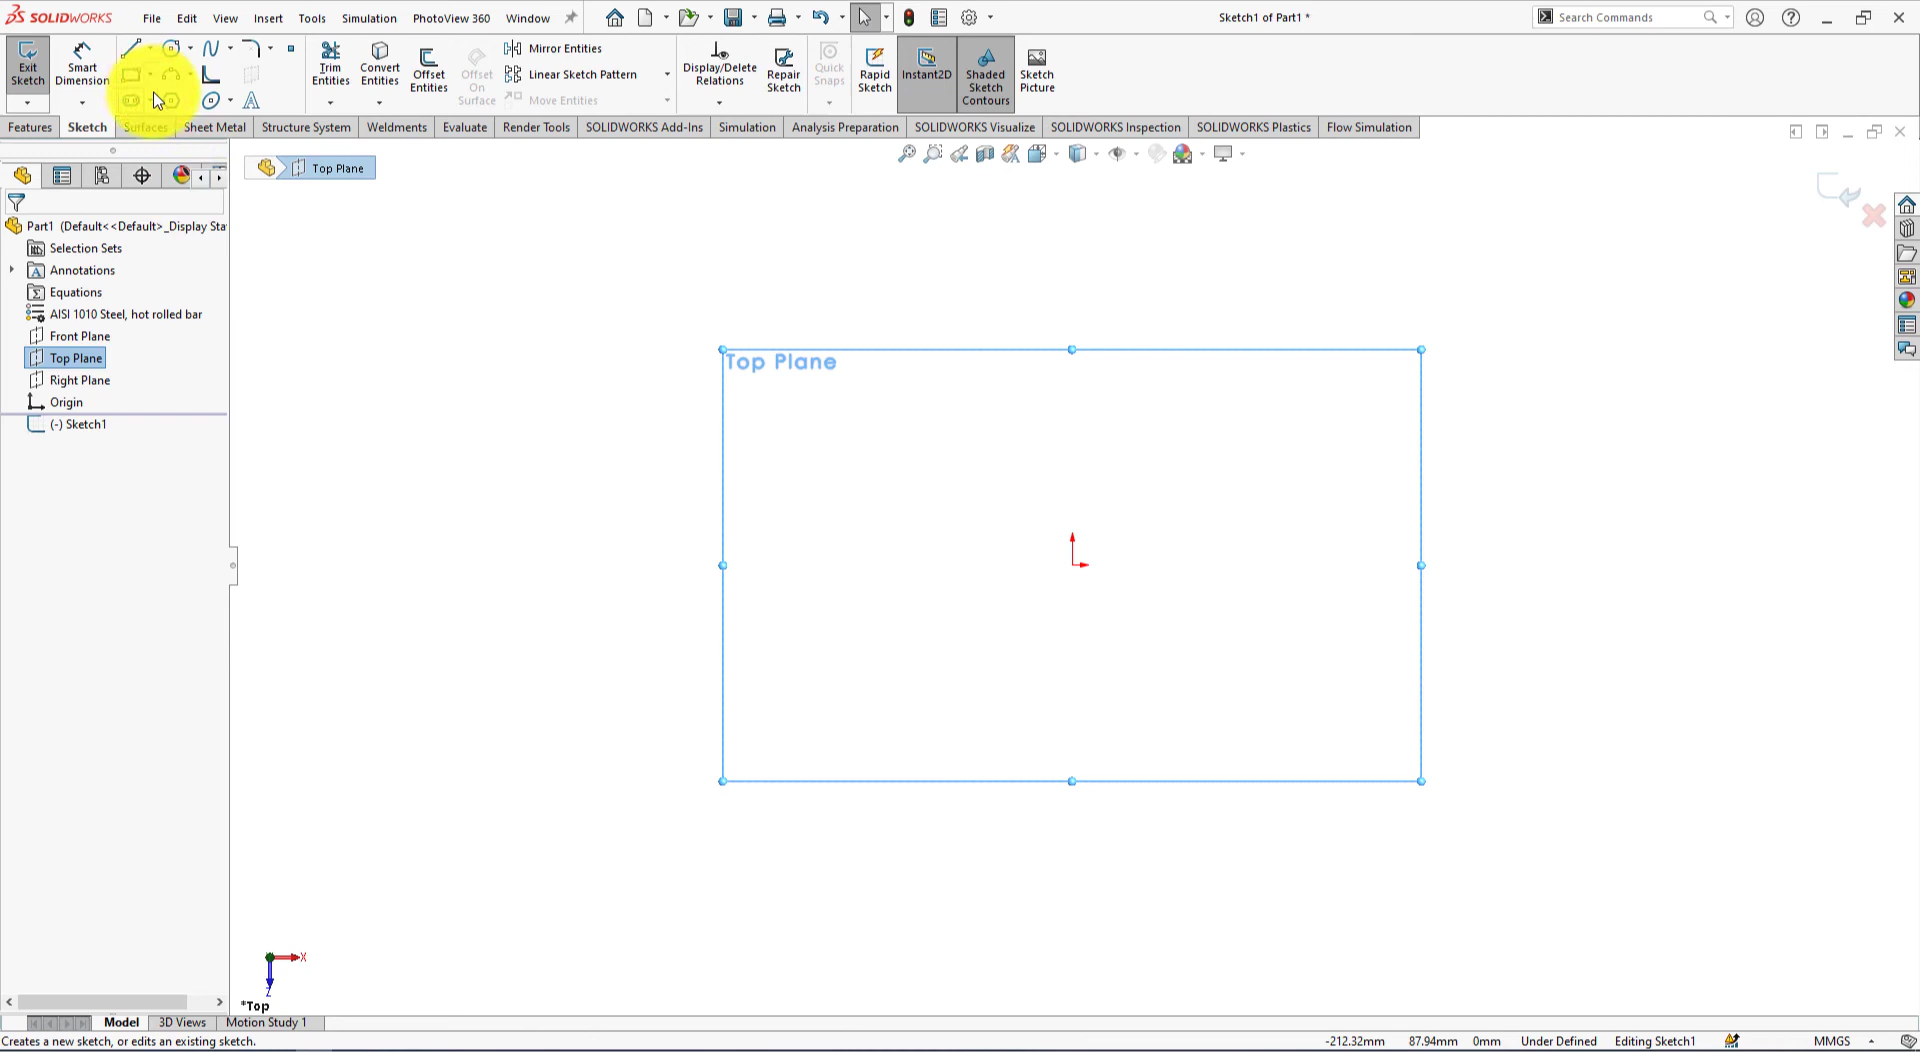 SOLIDWORKS File Edit View Insert Tools Simulation PhotoView 360 Window Sketch1 of Part1 * Search Commands
Exit Sketch
Smart Dimension
Trim Entities
Convert Entities
Offset Entities
Offset On Surface
Mirror Entities
Linear Sketch Pattern
Move Entities
Display/Delete Relations
Repair Sketch
Quick Snaps
Rapid Sketch
Instant2D
Shaded Sketch Contours
Sketch Picture
Features Sketch Surfaces Sheet Metal Structure System Weldments Evaluate Render Tools SOLIDWORKS Add-Ins Simulation Analysis Preparation SOLIDWORKS Visualize SOLIDWORKS Inspection SOLIDWORKS Plastics Flow Simulation
Top Plane
Part1 (Default<<Default>_Display Sta
Selection Sets
Annotations
Equations
AISI 1010 Steel, hot rolled bar
Front Plane
Top Plane
Right Plane
Origin
(-) Sketch1
Top Plane
X
Z
*Top
Model 3D Views Motion Study 1
Creates a new sketch, or edits an existing sketch. -212.32mm 87.94mm 0mm Under Defined Editing Sketch1 MMGS